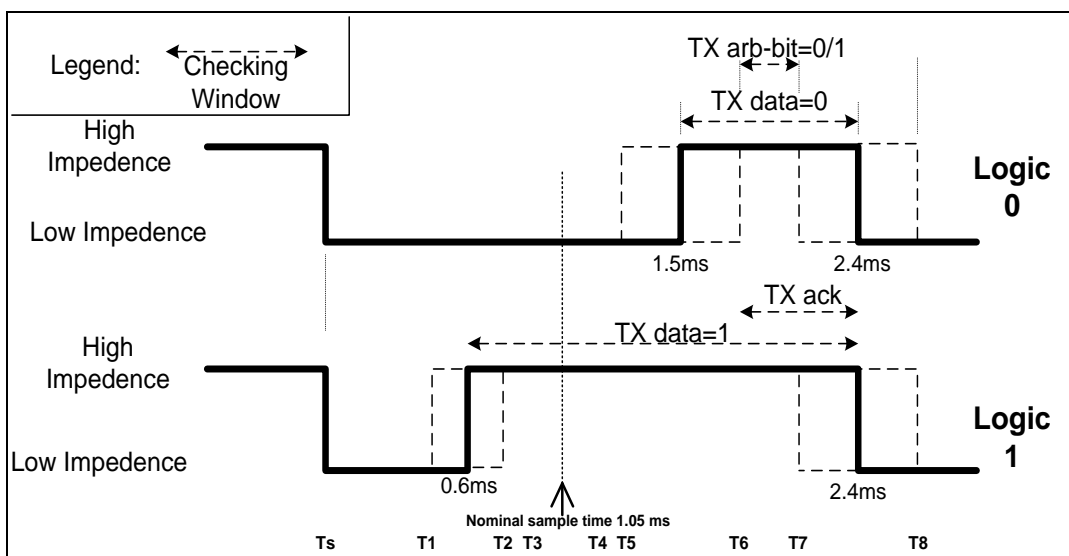 TX arb-bit=0/1
Legend:
Checking
Window
TX data=0
High
Impedence
Logic
0
Low Impedence
1.5ms
2.4ms
TX ack
TX data=1
High
Impedence
Logic
1
Low Impedence
0.6ms
2.4ms
Nominal sample time 1.05 ms
Ts T1 T2 T3 T4 T5 T6 T7 T8